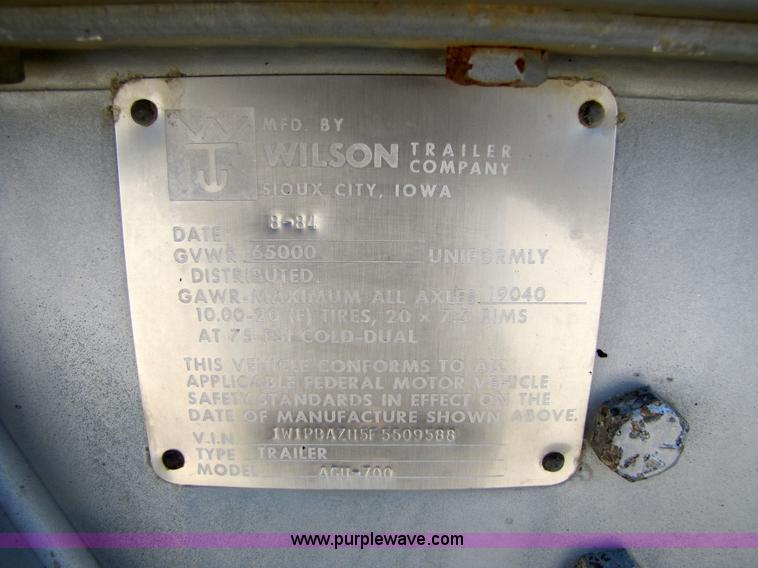 MFD. BY
WILSON TRAILER COMPANY
SIOUX CITY, IOWA
DATE 8-84
GVWR 65000 UNIFORMLY
DISTRIBUTED.
GAWR-MAXIMUM ALL AXLES 19040
10.00-20 (F) TIRES, 20 × 7.5 RIMS
AT 75 PSI COLD-DUAL
THIS VEHICLE CONFORMS TO ALL
APPLICABLE FEDERAL MOTOR VEHICLE
SAFETY STANDARDS IN EFFECT ON THE
DATE OF MANUFACTURE SHOWN ABOVE.
V.I.N.
TYPE TRAILER
MODEL
www.purplewave.com